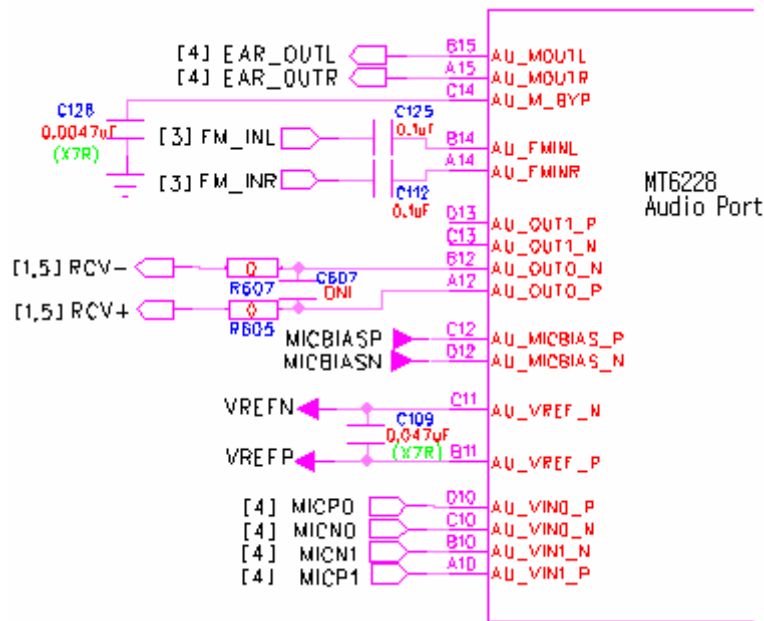 [4] EAR_OUTL B15 AU_MOUTL
[4] EAR_OUTR A15 AU_MOUTR
C14 AU_M_BYP
C128
0.0047uF
(X7R)
C125
0.1uF
[3] FM_INL B14 AU_FMINL
[3] FM_INR A14 AU_FMINR
C112
0.1uF
MT6228
Audio Port
D13 AU_OUT1_P
C13 AU_OUT1_N
[1,5] RCV- 0 B12 AU_OUT0_N
R607 C607
DNI
[1,5] RCV+ 0 A12 AU_OUT0_P
R605
MICBIASP C12 AU_MICBIAS_P
MICBIASN D12 AU_MICBIAS_N
VREFN C11 AU_VREF_N
C109
0.047uF
(X7R)
VREFP B11 AU_VREF_P
[4] MICP0 D10 AU_VIN0_P
[4] MICN0 C10 AU_VIN0_N
[4] MICN1 B10 AU_VIN1_N
[4] MICP1 A10 AU_VIN1_P